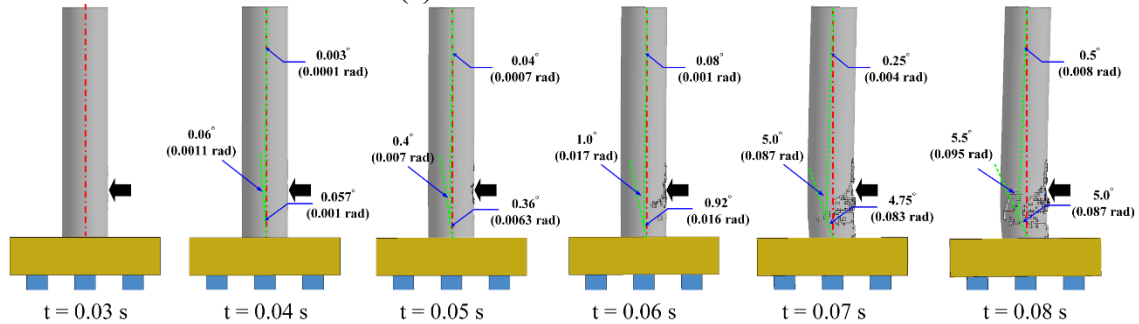 0.003°
(0.0001 rad)
0.06°
(0.0011 rad)
0.057°
(0.001 rad)
0.04°
(0.0007 rad)
0.4°
(0.007 rad)
0.36°
(0.0063 rad)
0.08°
(0.001 rad)
1.0°
(0.017 rad)
0.92°
(0.016 rad)
0.25°
(0.004 rad)
5.0°
(0.087 rad)
4.75°
(0.083 rad)
0.5°
(0.008 rad)
5.5°
(0.095 rad)
5.0°
(0.087 rad)
t = 0.03 s
t = 0.04 s
t = 0.05 s
t = 0.06 s
t = 0.07 s
t = 0.08 s